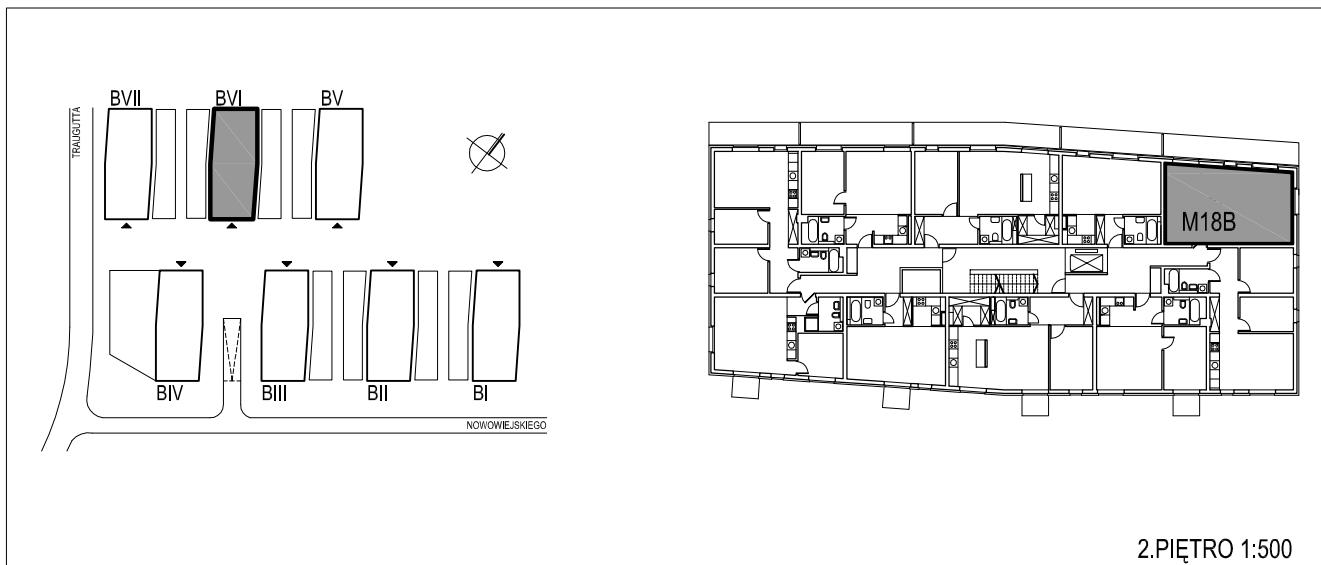 BVII
BVI
BV
TRAUGUTTA
BIV
BIII
BII
BI
NOWOWIEJSKIEGO
M18B
2.PIĘTRO 1:500